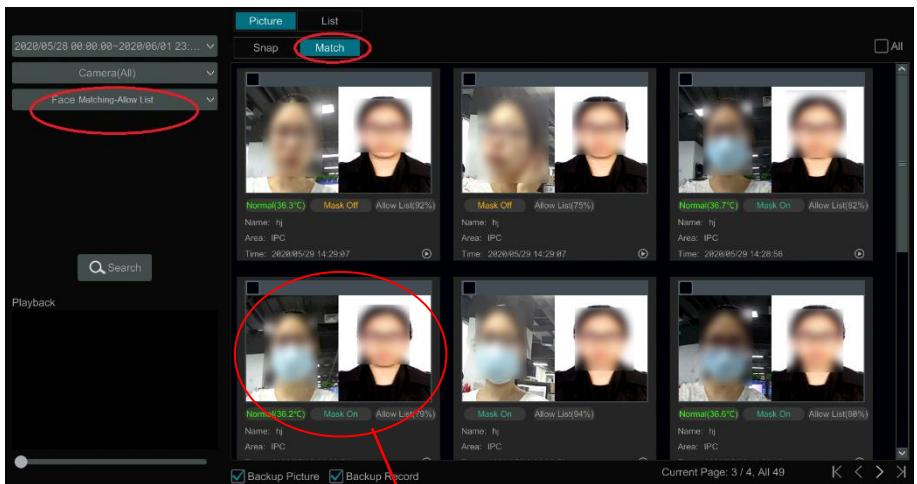 Picture List
2020/05/28 00:00:00~2020/06/01 23:...
Snap Match
All
Camera(All)
Face Matching-Allow List
Search
Playback
Normal(36.3℃) Mask Off Allow List(92%)
Name: hj
Area: IPC
Time: 2020/05/29 14:29:07
Mask Off Allow List(75%)
Name: hj
Area: IPC
Time: 2020/05/29 14:29:07
Normal(36.7℃) Mask On Allow List(82%)
Name: hj
Area: IPC
Time: 2020/05/29 14:28:56
Normal(36.2℃) Mask On Allow List(79%)
Name: hj
Area: IPC
Mask On Allow List(94%)
Name: hj
Area: IPC
Normal(36.6℃) Mask On Allow List(88%)
Name: hj
Area: IPC
Backup Picture Backup Record
Current Page: 3 / 4, All 49